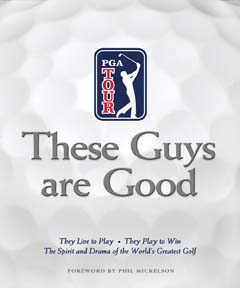 PGA
TOUR
These Guys
are Good
They Live to Play • They Play to Win
The Spirit and Drama of the World's Greatest Golf
FOREWORD BY PHIL MICKELSON